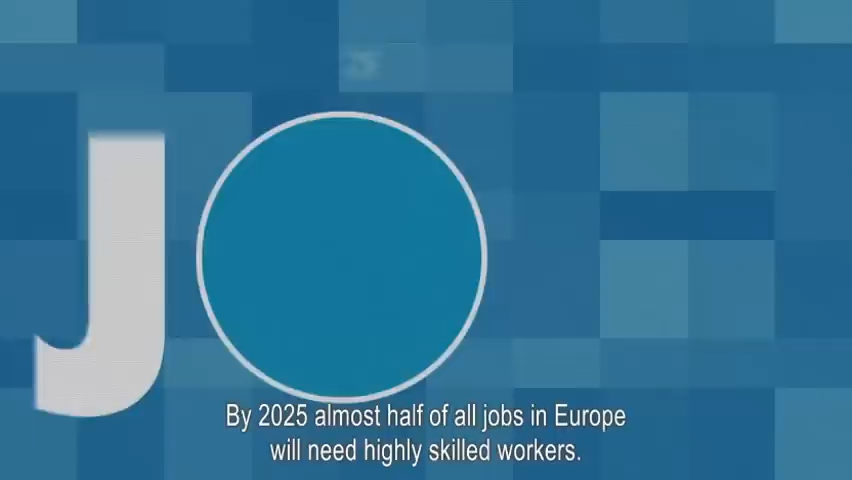 J
By 2025 almost half of all jobs in Europe
will need highly skilled workers.